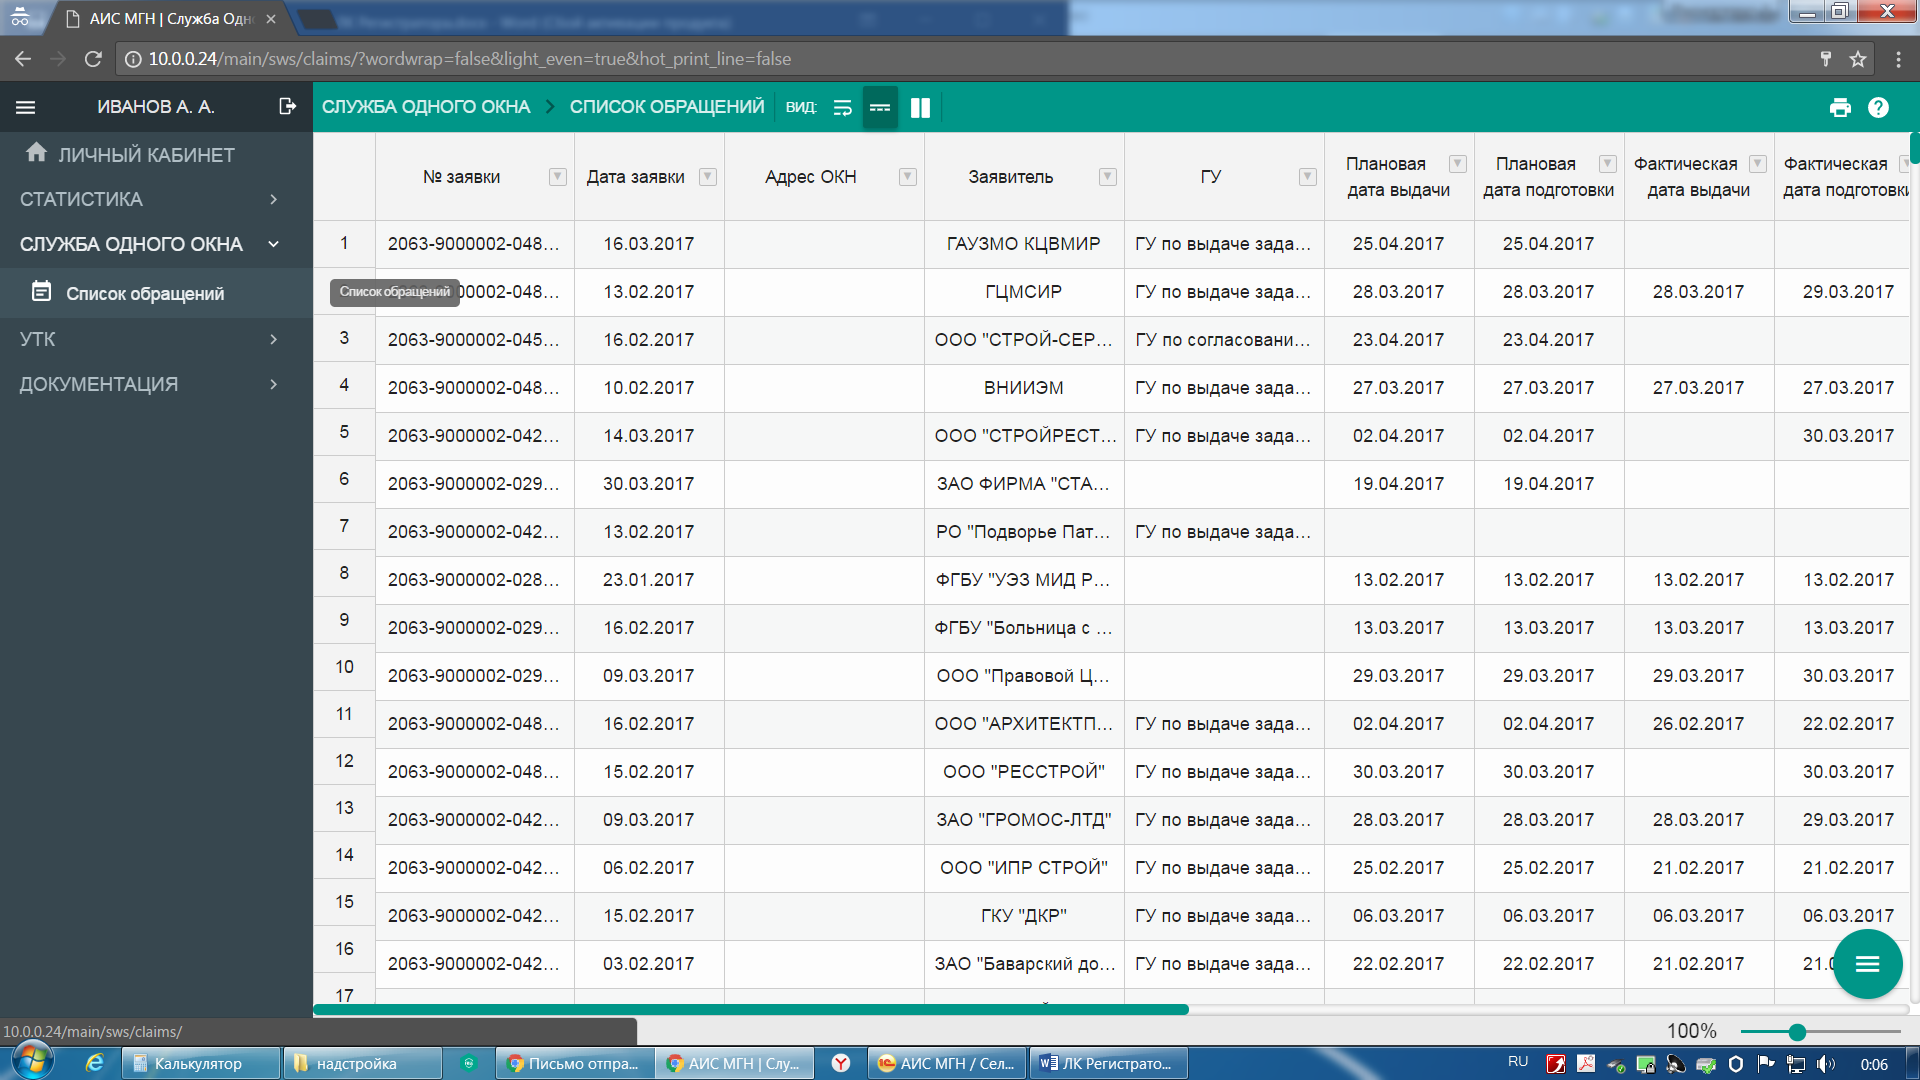 АИС МГН | Служба Одн
10.0.0.24/main/sws/claims/?wordwrap=false&light_even=true&hot_print_line=false
ИВАНОВ А. А.
СЛУЖБА ОДНОГО ОКНА > СПИСОК ОБРАЩЕНИЙ ВИД:
ЛИЧНЫЙ КАБИНЕТ
СТАТИСТИКА
СЛУЖБА ОДНОГО ОКНА
Список обращений
УТК
ДОКУМЕНТАЦИЯ
Список обращений
№ заявки Дата заявки Адрес ОКН Заявитель ГУ Плановая дата выдачи Плановая дата подготовки Фактическая дата выдачи Фактическая дата подготовки
1 2063-9000002-048... 16.03.2017 ГАУЗМО КЦВМИР ГУ по выдаче зада... 25.04.2017 25.04.2017
000002-048... 13.02.2017 ГЦМСИР ГУ по выдаче зада... 28.03.2017 28.03.2017 28.03.2017 29.03.2017
3 2063-9000002-045... 16.02.2017 ООО "СТРОЙ-СЕР... ГУ по согласовани... 23.04.2017 23.04.2017
4 2063-9000002-048... 10.02.2017 ВНИИЭМ ГУ по выдаче зада... 27.03.2017 27.03.2017 27.03.2017 27.03.2017
5 2063-9000002-042... 14.03.2017 ООО "СТРОЙРЕСТ... ГУ по выдаче зада... 02.04.2017 02.04.2017 30.03.2017
6 2063-9000002-029... 30.03.2017 ЗАО ФИРМА "СТА... 19.04.2017 19.04.2017
7 2063-9000002-042... 13.02.2017 РО "Подворье Пат... ГУ по выдаче зада...
8 2063-9000002-028... 23.01.2017 ФГБУ "УЭЗ МИД Р... 13.02.2017 13.02.2017 13.02.2017 13.02.2017
9 2063-9000002-029... 16.02.2017 ФГБУ "Больница с ... 13.03.2017 13.03.2017 13.03.2017 13.03.2017
10 2063-9000002-029... 09.03.2017 ООО "Правовой Ц... 29.03.2017 29.03.2017 29.03.2017 30.03.2017
11 2063-9000002-048... 16.02.2017 ООО "АРХИТЕКТП... ГУ по выдаче зада... 02.04.2017 02.04.2017 26.02.2017 22.02.2017
12 2063-9000002-048... 15.02.2017 ООО "РЕССТРОЙ" ГУ по выдаче зада... 30.03.2017 30.03.2017 30.03.2017
13 2063-9000002-042... 09.03.2017 ЗАО "ГРОМОС-ЛТД" ГУ по выдаче зада... 28.03.2017 28.03.2017 28.03.2017 29.03.2017
14 2063-9000002-042... 06.02.2017 ООО "ИПР СТРОЙ" ГУ по выдаче зада... 25.02.2017 25.02.2017 21.02.2017 21.02.2017
15 2063-9000002-042... 15.02.2017 ГКУ "ДКР" ГУ по выдаче зада... 06.03.2017 06.03.2017 06.03.2017 06.03.2017
16 2063-9000002-042... 03.02.2017 ЗАО "Баварский до... ГУ по выдаче зада... 22.02.2017 22.02.2017 21.02.2017 21.0
17
10.0.0.24/main/sws/claims/
100%
Калькулятор надстройка Письмо отпра... АИС МГН | Слу... АИС МГН / Сел... ЛК Регистрато... RU 0:06